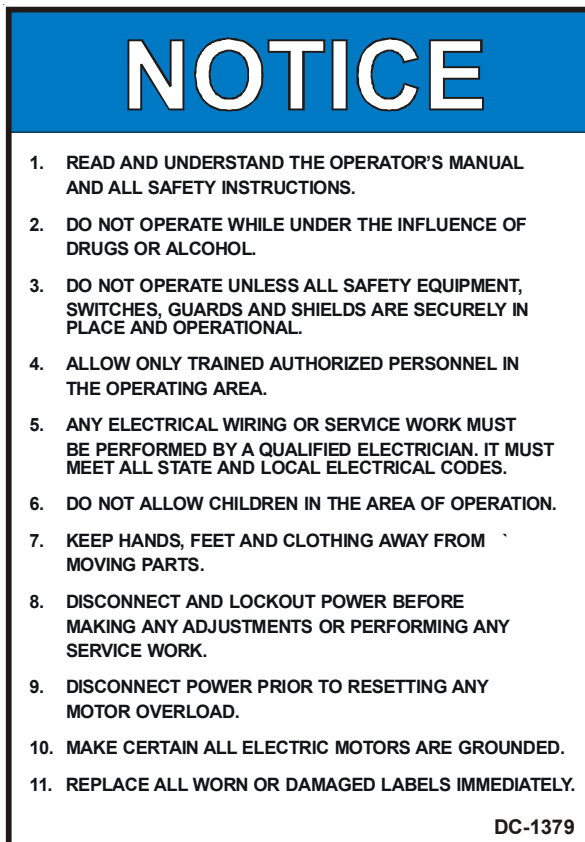 NOTICE
1. READ AND UNDERSTAND THE OPERATOR’S MANUAL
AND ALL SAFETY INSTRUCTIONS.
2. DO NOT OPERATE WHILE UNDER THE INFLUENCE OF
DRUGS OR ALCOHOL.
3. DO NOT OPERATE UNLESS ALL SAFETY EQUIPMENT,
SWITCHES, GUARDS AND SHIELDS ARE SECURELY IN
PLACE AND OPERATIONAL.
4. ALLOW ONLY TRAINED AUTHORIZED PERSONNEL IN
THE OPERATING AREA.
5. ANY ELECTRICAL WIRING OR SERVICE WORK MUST
BE PERFORMED BY A QUALIFIED ELECTRICIAN. IT MUST
MEET ALL STATE AND LOCAL ELECTRICAL CODES.
6. DO NOT ALLOW CHILDREN IN THE AREA OF OPERATION.
7. KEEP HANDS, FEET AND CLOTHING AWAY FROM `
MOVING PARTS.
8. DISCONNECT AND LOCKOUT POWER BEFORE
MAKING ANY ADJUSTMENTS OR PERFORMING ANY
SERVICE WORK.
9. DISCONNECT POWER PRIOR TO RESETTING ANY
MOTOR OVERLOAD.
10. MAKE CERTAIN ALL ELECTRIC MOTORS ARE GROUNDED.
11. REPLACE ALL WORN OR DAMAGED LABELS IMMEDIATELY.
DC-1379